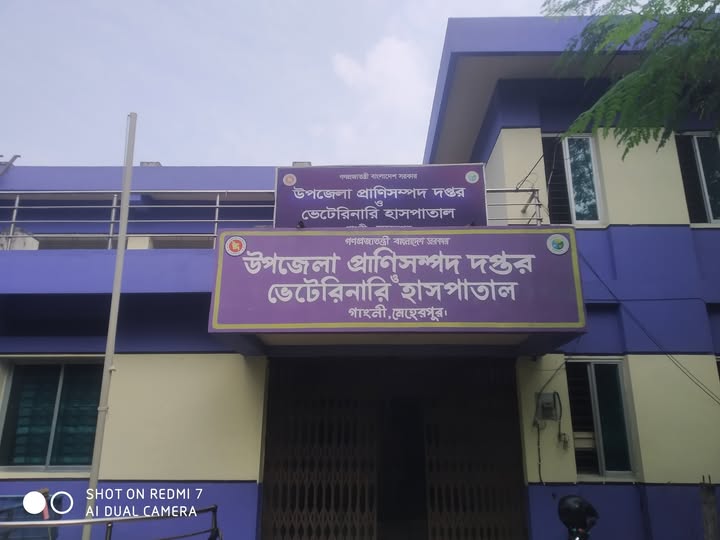 গণপ্রজাতন্ত্রী বাংলাদেশ সরকার
উপজেলা প্রাণিসম্পদ দপ্তর
ও
ভেটেরিনারি হাসপাতাল
গণপ্রজাতন্ত্রী বাংলাদেশ সরকার
উপজেলা প্রাণিসম্পদ দপ্তর
ও
ভেটেরিনারি হাসপাতাল
গাংনী, মেহেরপুর।
SHOT ON REDMI 7
AI DUAL CAMERA